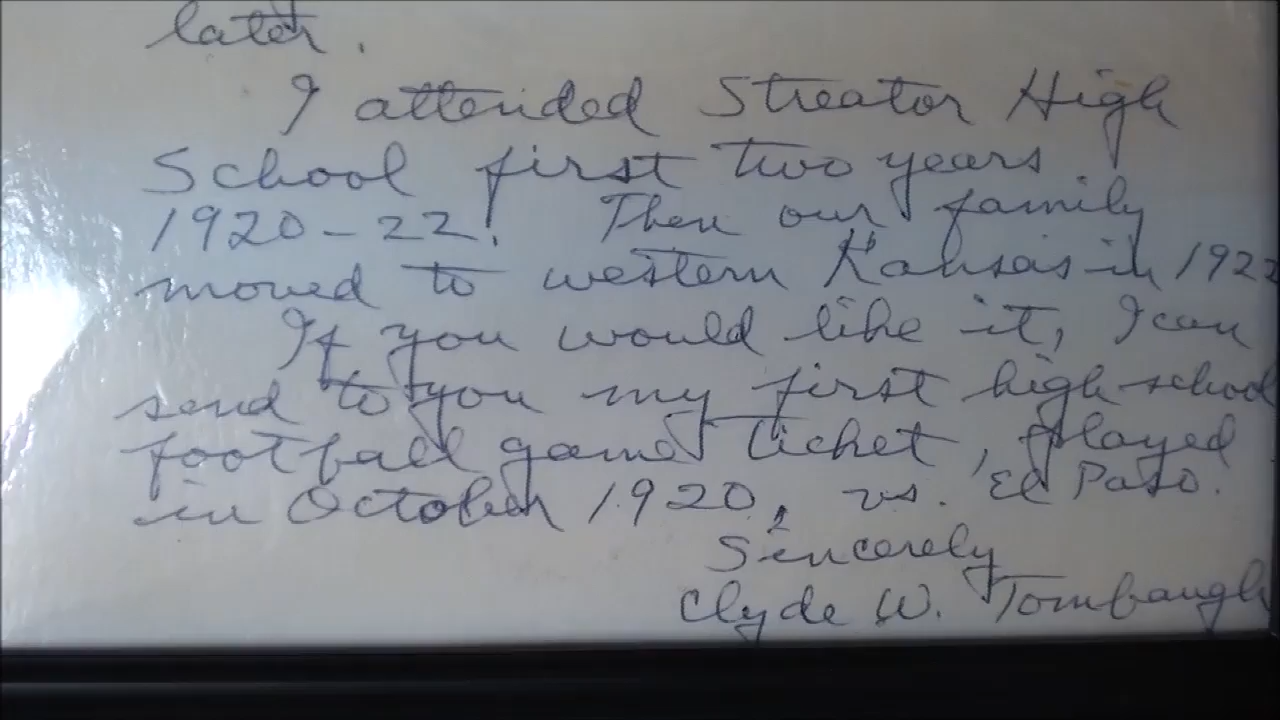 later.
I attended Streator High
School first two years
1920-22. Then our family
moved to western Kansas in 1922
If you would like it, I can
send to you my first high school
football game ticket, played
in October 1920, vs. El Paso.
Sincerely
Clyde W. Tombaugh